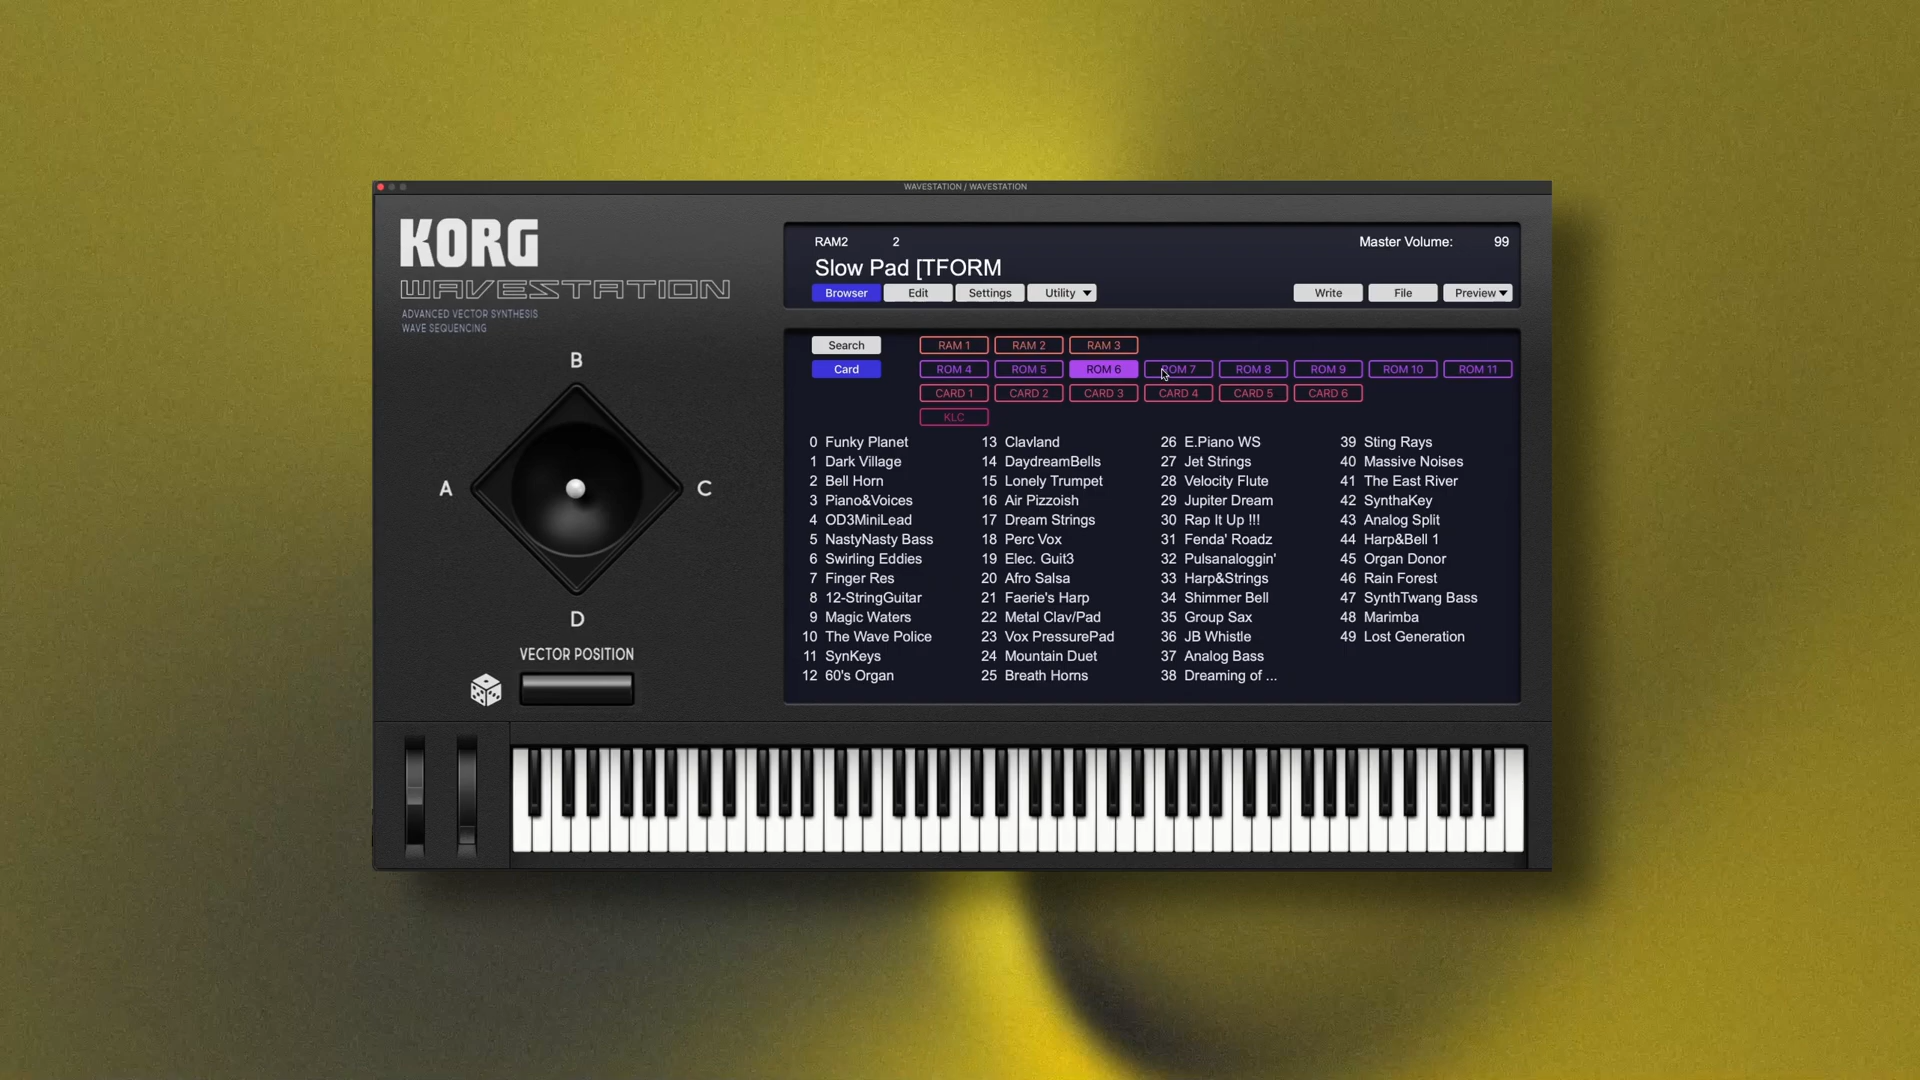 WAVESTATION / WAVESTATION
KORG
WAVESTATION
ADVANCED VECTOR SYNTHESIS
WAVE SEQUENCING
B
A
C
D
VECTOR POSITION
RAM2 2 Master Volume: 99
Slow Pad [TFORM
Browser Edit Settings Utility Write File Preview
Search RAM 1 RAM 2 RAM 3
Card ROM 4 ROM 5 ROM 6 ROM 7 ROM 8 ROM 9 ROM 10 ROM 11
CARD 1 CARD 2 CARD 3 CARD 4 CARD 5 CARD 6
KLC
0 Funky Planet 13 Clavland 26 E.Piano WS 39 Sting Rays
1 Dark Village 14 DaydreamBells 27 Jet Strings 40 Massive Noises
2 Bell Horn 15 Lonely Trumpet 28 Velocity Flute 41 The East River
3 Piano&Voices 16 Air Pizzoish 29 Jupiter Dream 42 SynthaKey
4 OD3MiniLead 17 Dream Strings 30 Rap It Up !!! 43 Analog Split
5 NastyNasty Bass 18 Perc Vox 31 Fenda' Roadz 44 Harp&Bell 1
6 Swirling Eddies 19 Elec. Guit3 32 Pulsanaloggin' 45 Organ Donor
7 Finger Res 20 Afro Salsa 33 Harp&Strings 46 Rain Forest
8 12-StringGuitar 21 Faerie's Harp 34 Shimmer Bell 47 SynthTwang Bass
9 Magic Waters 22 Metal Clav/Pad 35 Group Sax 48 Marimba
10 The Wave Police 23 Vox PressurePad 36 JB Whistle 49 Lost Generation
11 SynKeys 24 Mountain Duet 37 Analog Bass
12 60's Organ 25 Breath Horns 38 Dreaming of ...